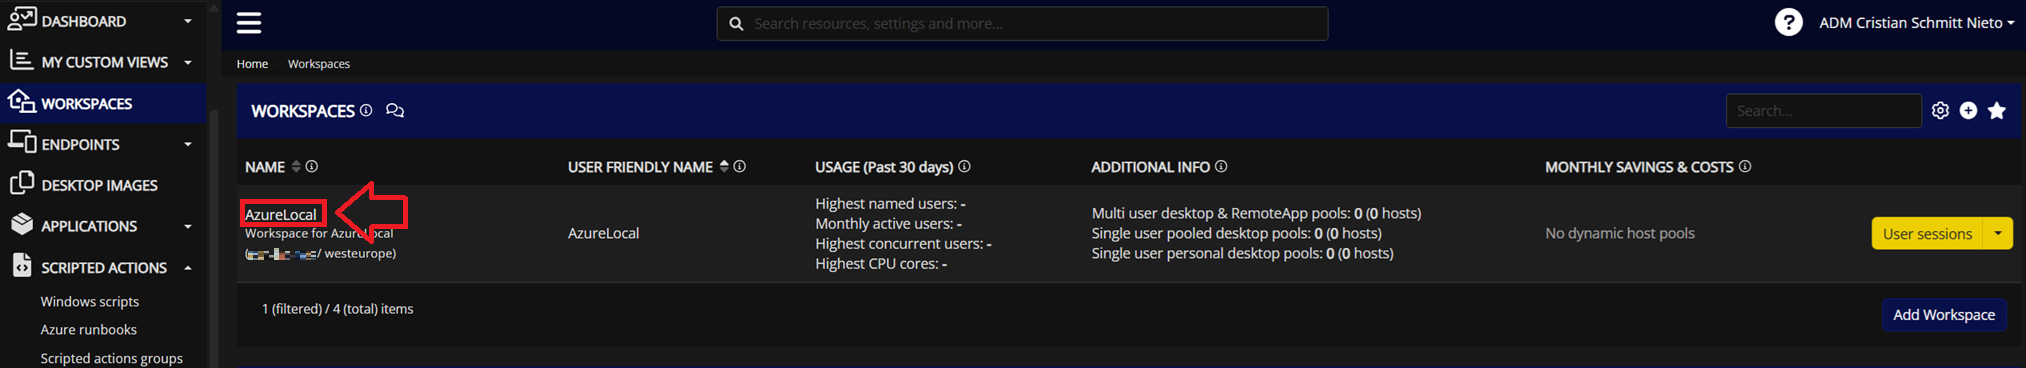 DASHBOARD
MY CUSTOM VIEWS
WORKSPACES
ENDPOINTS
DESKTOP IMAGES
APPLICATIONS
SCRIPTED ACTIONS
Windows scripts
Azure runbooks
Scripted actions groups
Search resources, settings and more...
? ADM Cristian Schmitt Nieto
Home Workspaces
WORKSPACES
Search...
NAME USER FRIENDLY NAME USAGE (Past 30 days) ADDITIONAL INFO MONTHLY SAVINGS & COSTS
AzureLocal
Workspace for AzureLocal
( / westeurope)
AzureLocal
Highest named users: -
Monthly active users: -
Highest concurrent users: -
Highest CPU cores: -
Multi user desktop & RemoteApp pools: 0 (0 hosts)
Single user pooled desktop pools: 0 (0 hosts)
Single user personal desktop pools: 0 (0 hosts)
No dynamic host pools
User sessions
1 (filtered) / 4 (total) items
Add Workspace